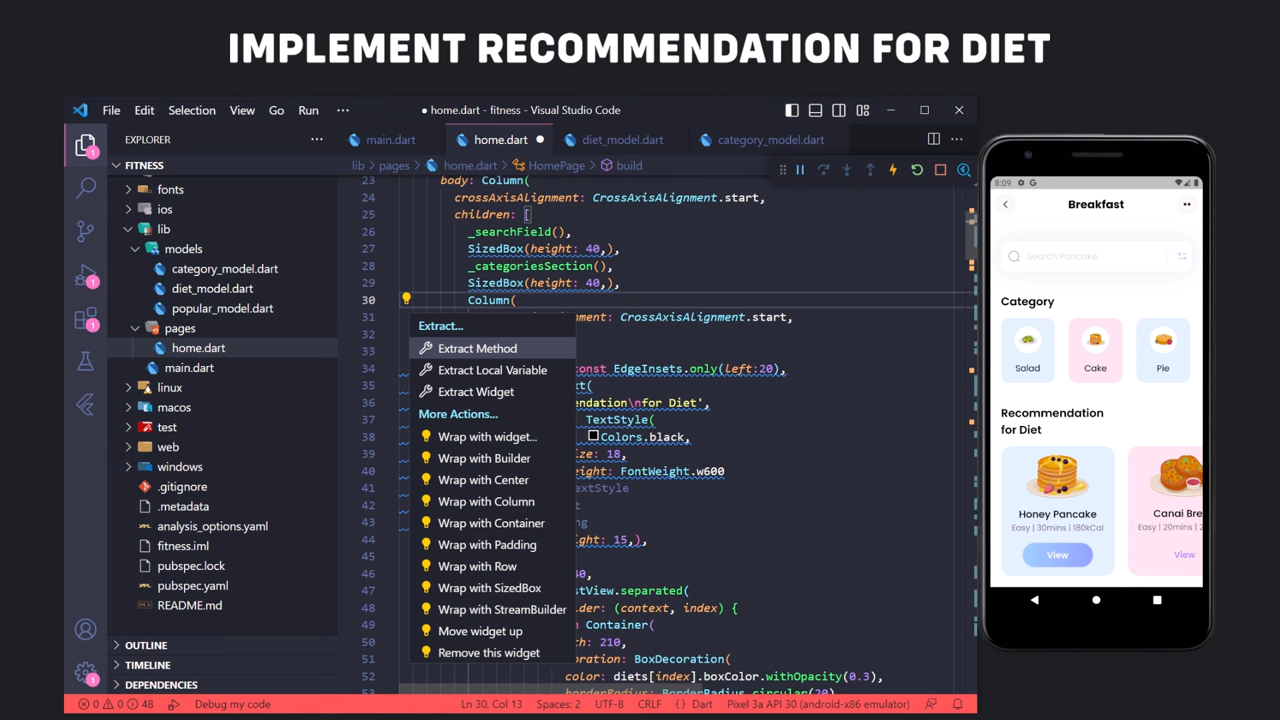 IMPLEMENT RECOMMENDATION FOR DIET
File Edit Selection View Go Run ··· ● home.dart - fitness - Visual Studio Code
EXPLORER ···
main.dart home.dart ● diet_model.dart category_model.dart ···
FITNESS
lib > pages > home.dart > HomePage > build
fonts
ios
lib
models
category_model.dart
diet_model.dart
popular_model.dart
pages
home.dart
main.dart
linux
macos
test
web
windows
.gitignore
.metadata
analysis_options.yaml
fitness.iml
pubspec.lock
pubspec.yaml
README.md
OUTLINE
TIMELINE
DEPENDENCIES
1
1
1
1
23 body: Column(
24 crossAxisAlignment: CrossAxisAlignment.start,
25 children: [
26 _searchField(),
27 SizedBox(height: 40,),
28 _categoriesSection(),
29 SizedBox(height: 40,),
30 Column(
31 nment: CrossAxisAlignment.start,
32
33
34 const EdgeInsets.only(left:20),
35 t(
36 endation\nfor Diet',
37 TextStyle(
38 Colors.black,
39 ize: 18,
40 eight: FontWeight.w600
41 extStyle
42 t
43 ng
44 ight: 15,),
45
46 40,
47 stView.separated(
48 lder: (context, index) {
49 n Container(
50 th: 210,
51 oration: BoxDecoration(
52 color: diets[index].boxColor.withOpacity(0.3),
53 borderRadius: BorderRadius.circular(20)
Extract...
Extract Method
Extract Local Variable
Extract Widget
More Actions...
Wrap with widget...
Wrap with Builder
Wrap with Center
Wrap with Column
Wrap with Container
Wrap with Padding
Wrap with Row
Wrap with SizedBox
Wrap with StreamBuilder
Move widget up
Remove this widget
0 0 48 Debug my code Ln 30, Col 13 Spaces: 2 UTF-8 CRLF { } Dart Pixel 3a API 30 (android-x86 emulator)
8:09 G
Breakfast
Search Pancake
Category
Salad Cake Pie
Recommendation
for Diet
Honey Pancake Canai Bre
Easy | 30mins | 180kCal Easy | 20mins | 2
View View